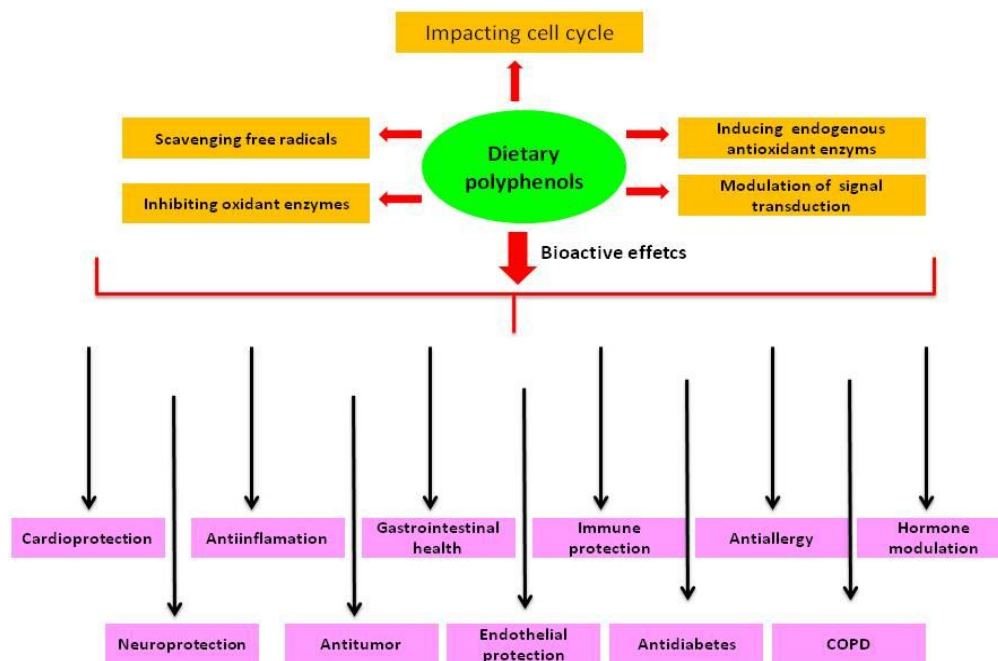 Impacting cell cycle
Scavenging free radicals
Dietary
polyphenols
Inducing endogenous
antioxidant enzyms
Inhibiting oxidant enzymes
Modulation of signal
transduction
Bioactive effetcs
Cardioprotection
Antiinflamation
Gastrointestinal
health
Immune
protection
Antiallergy
Hormone
modulation
Neuroprotection
Antitumor
Endothelial
protection
Antidiabetes
COPD